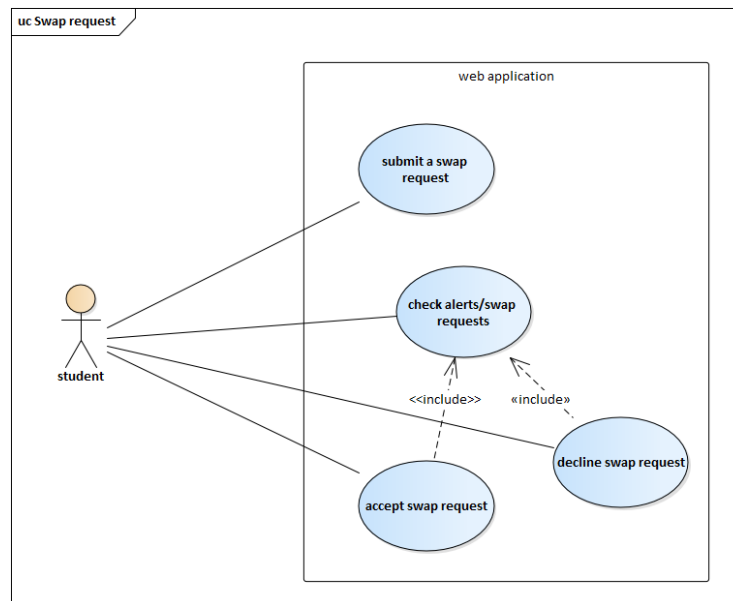 uc Swap request
web application
submit a swap
request
check alerts/swap
requests
student
<<include>>
«include»
decline swap request
accept swap request